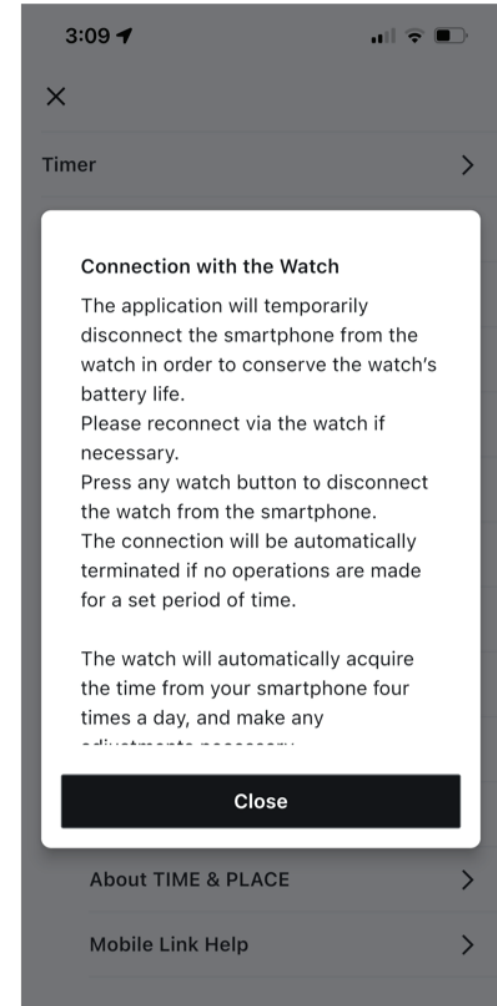 3:09
Timer
Connection with the Watch
The application will temporarily
disconnect the smartphone from the
watch in order to conserve the watch's
battery life.
Please reconnect via the watch if
necessary.
Press any watch button to disconnect
the watch from the smartphone.
The connection will be automatically
terminated if no operations are made
for a set period of time.
The watch will automatically acquire
the time from your smartphone four
times a day, and make any
adjustments necessary.
Close
About TIME & PLACE
Mobile Link Help